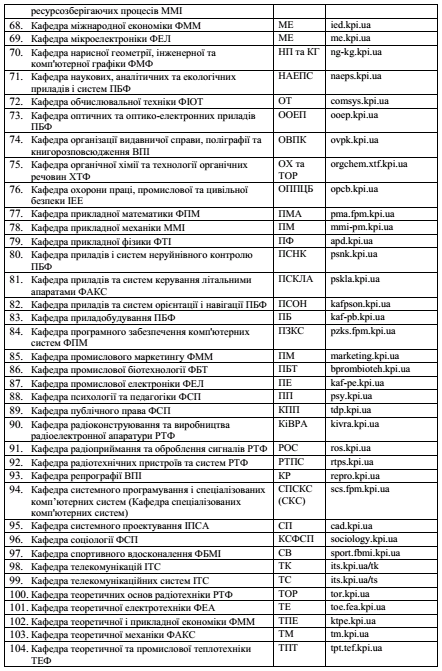 ресурсозберігаючих процесів ММІ
68. Кафедра міжнародної економіки ФММ МЕ ied.kpi.ua
69. Кафедра мікроелектроніки ФЕЛ МЕ me.kpi.ua
70. Кафедра нарисної геометрії, інженерної та НП та КГ ng-kg.kpi.ua
комп'ютерної графіки ФМФ
71. Кафедра наукових, аналітичних та екологічних НАЕПС naeps.kpi.ua
приладів і систем ПБФ
72. Кафедра обчислювальної техніки ФІОТ ОТ comsys.kpi.ua
73. Кафедра оптичних та оптико-електронних приладів ООЕП ooep.kpi.ua
ПБФ
74. Кафедра організації видавничої справи, поліграфії та ОВПК ovpk.kpi.ua
книгорозповсюдження ВПІ
75. Кафедра органічної хімії та технології органічних ОХ та orgchem.xtf.kpi.ua
речовин ХТФ ТОР
76. Кафедра охорони праці, промислової та цивільної ОППЦБ opcb.kpi.ua
безпеки ІЕЕ
77. Кафедра прикладної математики ФПМ ПМА pma.fpm.kpi.ua
78. Кафедра прикладної механіки ММІ ПМ mmi-pm.kpi.ua
79. Кафедра прикладної фізики ФТІ ПФ apd.kpi.ua
80. Кафедра приладів і систем неруйнівного контролю ПСНК psnk.kpi.ua
ПБФ
81. Кафедра приладів та систем керування літальними ПСКЛА pskla.kpi.ua
апаратами ФАКС
82. Кафедра приладів та систем орієнтації і навігації ПБФ ПСОН kafpson.kpi.ua
83. Кафедра приладобудування ПБФ ПБ kaf-pb.kpi.ua
84. Кафедра програмного забезпечення комп'ютерних ПЗКС pzks.fpm.kpi.ua
систем ФПМ
85. Кафедра промислового маркетингу ФММ ПМ marketing.kpi.ua
86. Кафедра промислової біотехнології ФБТ ПБТ bprombioteh.kpi.ua
87. Кафедра промислової електроніки ФЕЛ ПЕ kaf-pe.kpi.ua
88. Кафедра психології та педагогіки ФСП ПП psy.kpi.ua
89. Кафедра публічного права ФСП КПП tdp.kpi.ua
90. Кафедра радіоконструювання та виробництва КіВРА kivra.kpi.ua
радіоелектронної апаратури РТФ
91. Кафедра радіоприймання та оброблення сигналів РТФ РОС ros.kpi.ua
92. Кафедра радіотехнічних пристроїв та систем РТФ РТПС rtps.kpi.ua
93. Кафедра репрографії ВПІ КР repro.kpi.ua
94. Кафедра системного програмування і спеціалізованих СПСКС scs.fpm.kpi.ua
комп'ютерних систем (Кафедра спеціалізованих (СКС)
комп'ютерних систем)
95. Кафедра системного проектування ІПСА СП cad.kpi.ua
96. Кафедра соціології ФСП КСФСП sociology.kpi.ua
97. Кафедра спортивного вдосконалення ФБМІ СВ sport.fbmi.kpi.ua
98. Кафедра телекомунікацій ІТС ТК its.kpi.ua/tk
99. Кафедра телекомунікаційних систем ІТС ТС its.kpi.ua/ts
100. Кафедра теоретичних основ радіотехніки РТФ ТОР tor.kpi.ua
101. Кафедра теоретичної електротехніки ФЕА ТЕ toe.fea.kpi.ua
102. Кафедра теоретичної і прикладної економіки ФММ ТПЕ ktpe.kpi.ua
103. Кафедра теоретичної механіки ФАКС ТМ tm.kpi.ua
104. Кафедра теоретичної та промислової теплотехніки ТПТ tpt.tef.kpi.ua
ТЕФ